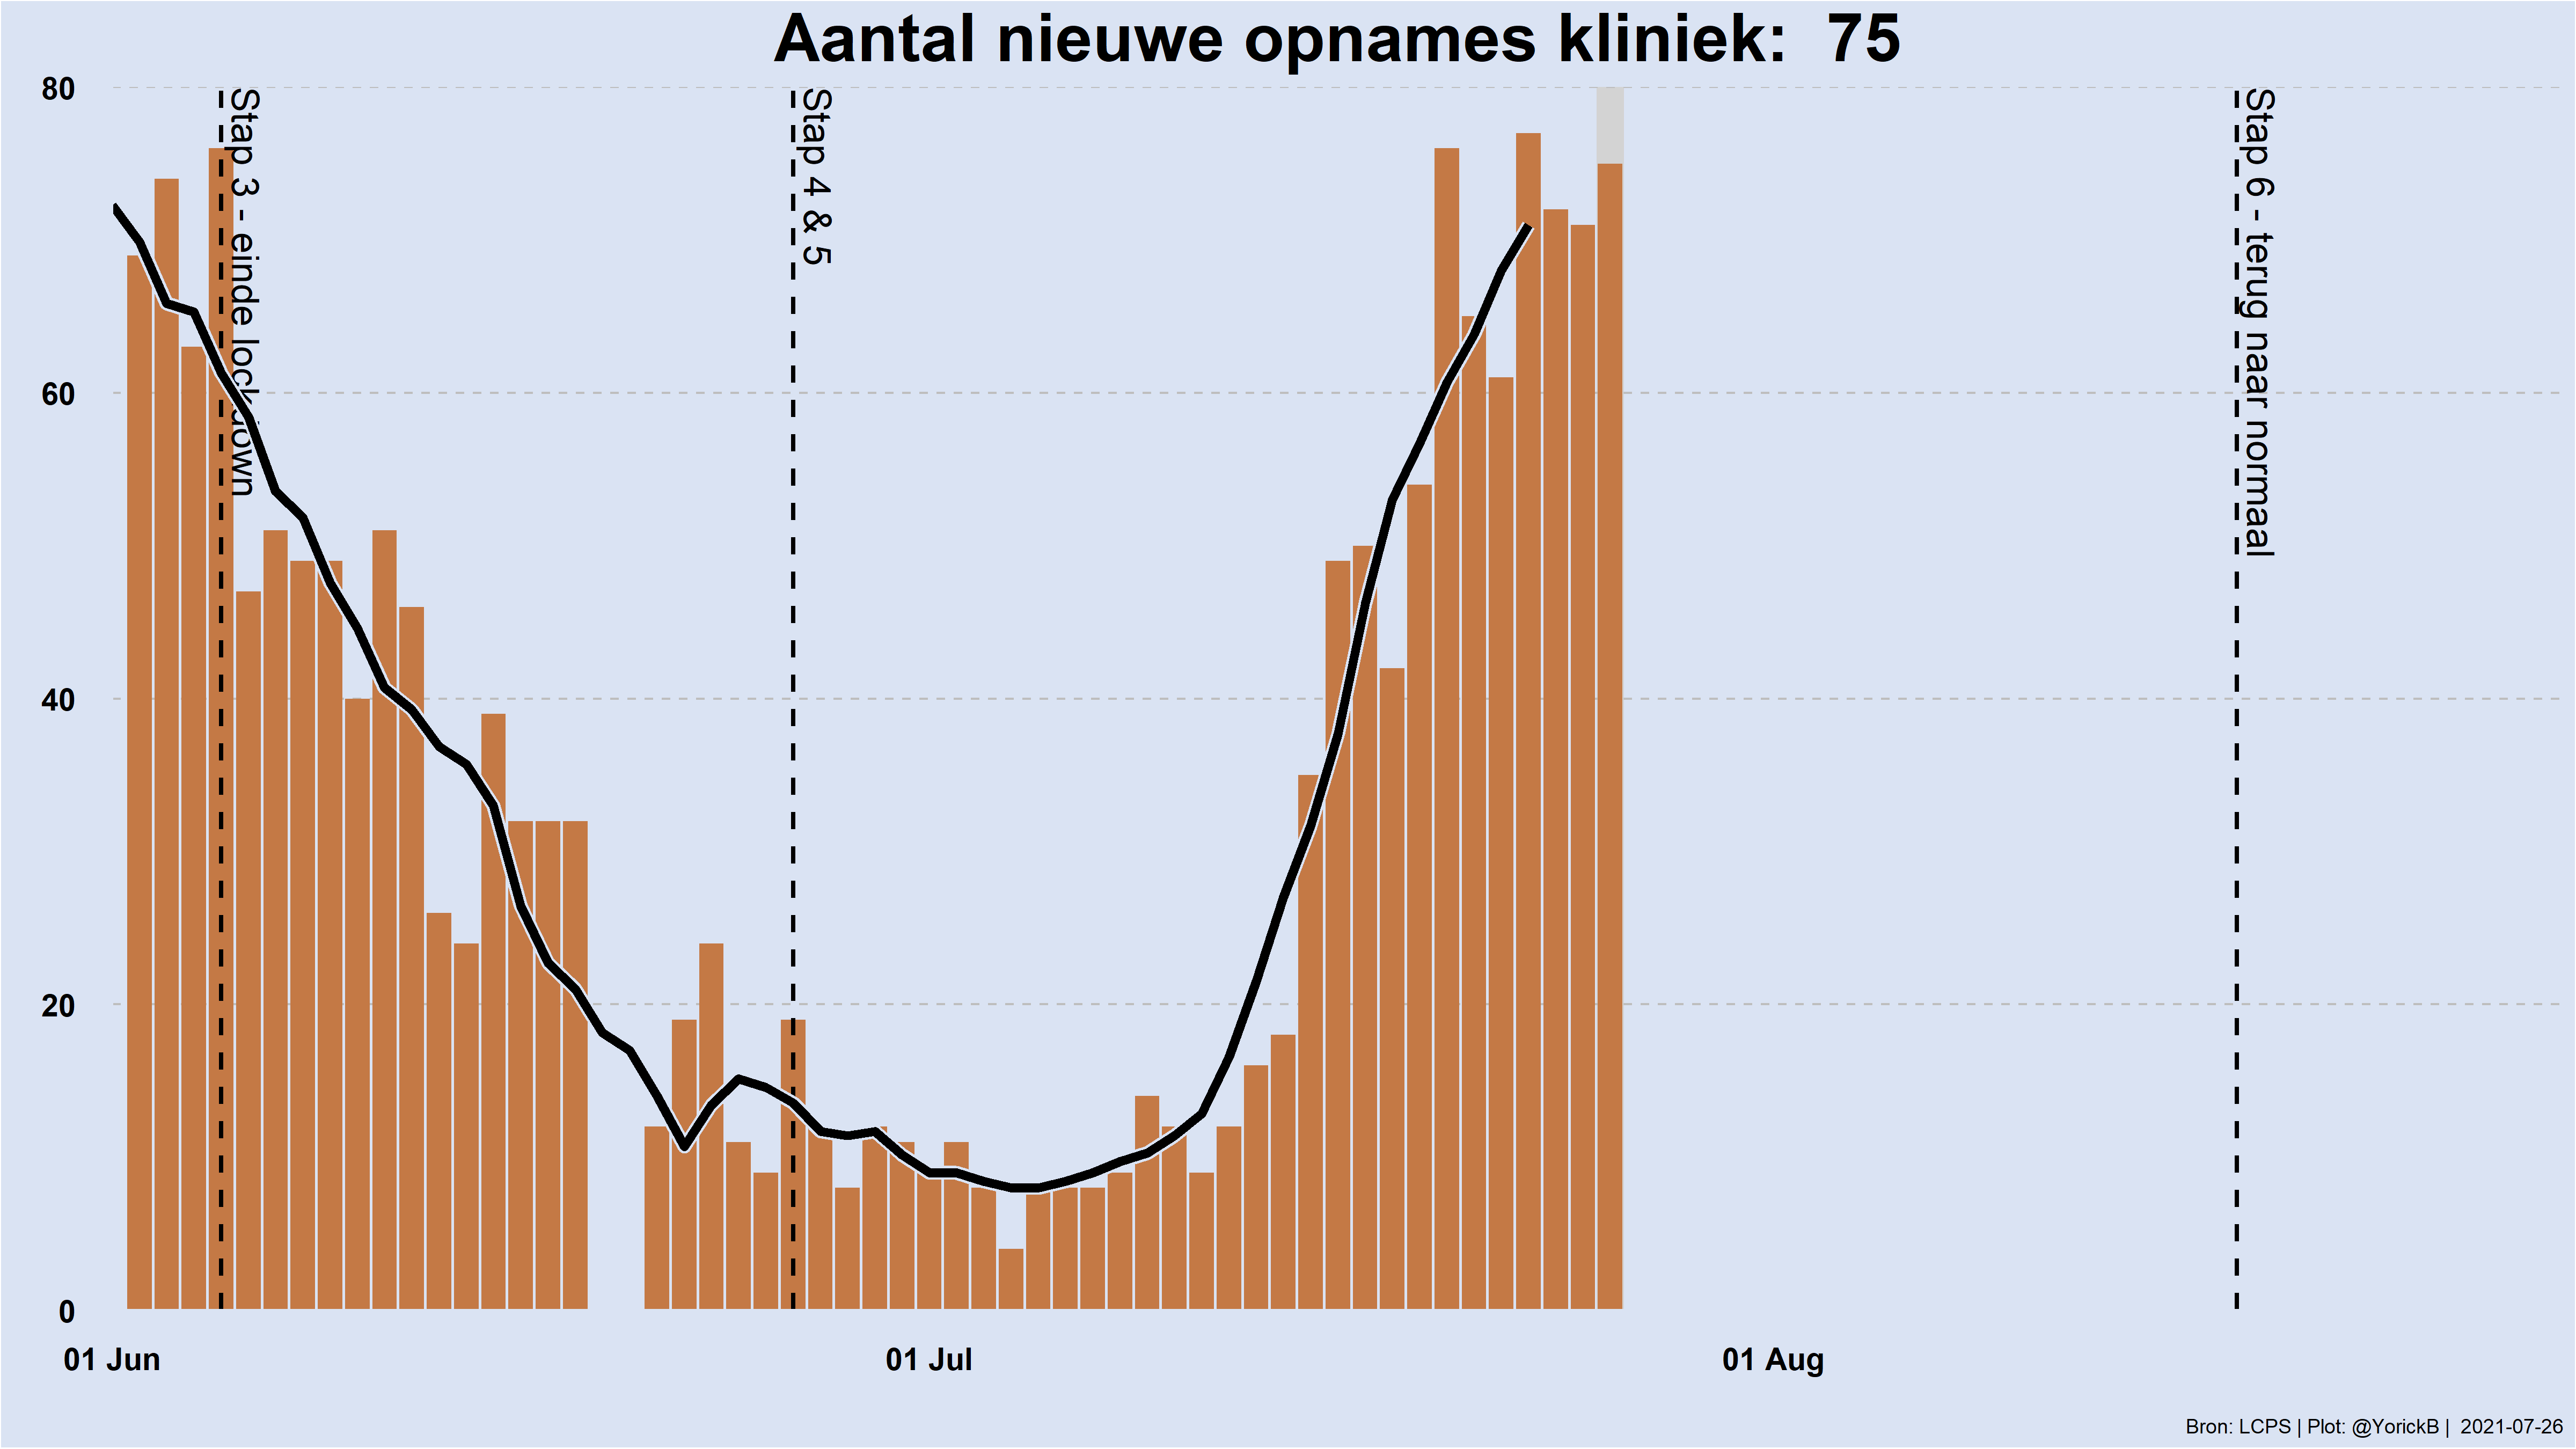 Aantal nieuwe opnames kliniek: 75
80
60
40
20
0
Stap 3 - einde lockdown
Stap 4 & 5
Stap 6 - terug naar normaal
01 Jun
01 Jul
01 Aug
Bron: LCPS | Plot: @YorickB | 2021-07-26